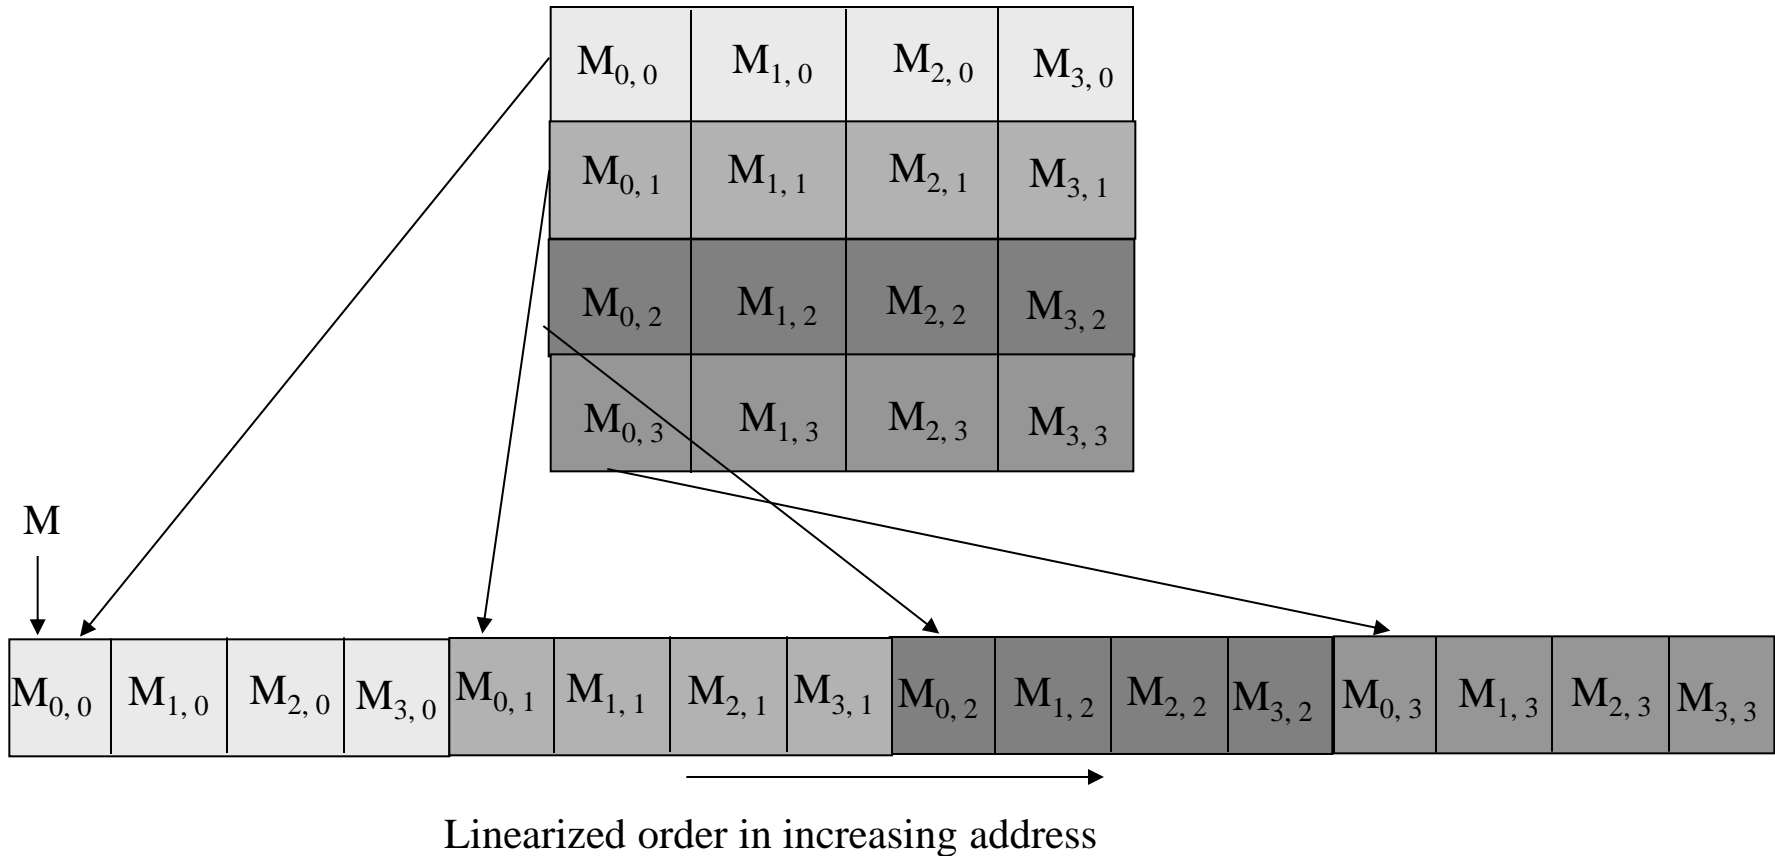 M0, 0 M1, 0 M2, 0 M3, 0
M0, 1 M1, 1 M2, 1 M3, 1
M0, 2 M1, 2 M2, 2 M3, 2
M0, 3 M1, 3 M2, 3 M3, 3
M
M0, 0 M1, 0 M2, 0 M3, 0 M0, 1 M1, 1 M2, 1 M3, 1 M0, 2 M1, 2 M2, 2 M3, 2 M0, 3 M1, 3 M2, 3 M3, 3
Linearized order in increasing address